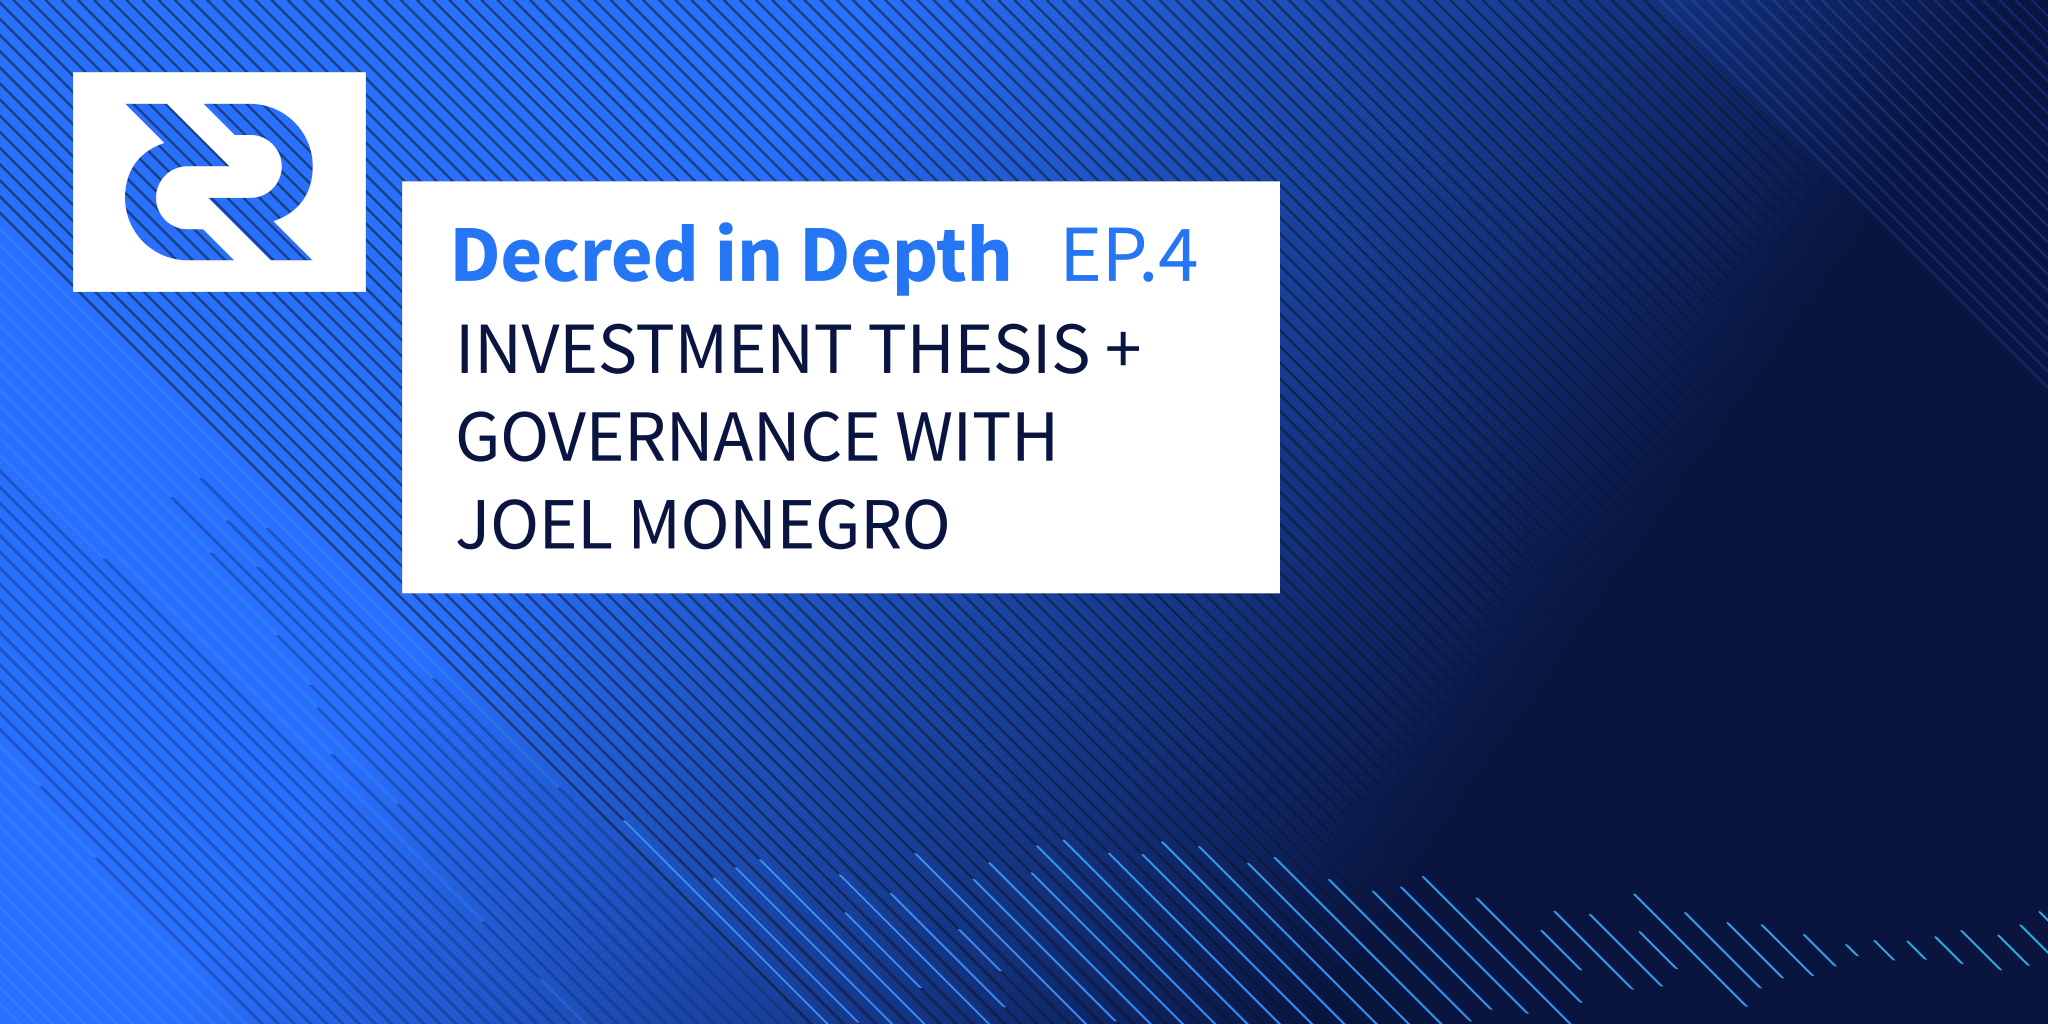 Decred in Depth EP.4
INVESTMENT THESIS +
GOVERNANCE WITH
JOEL MONEGRO